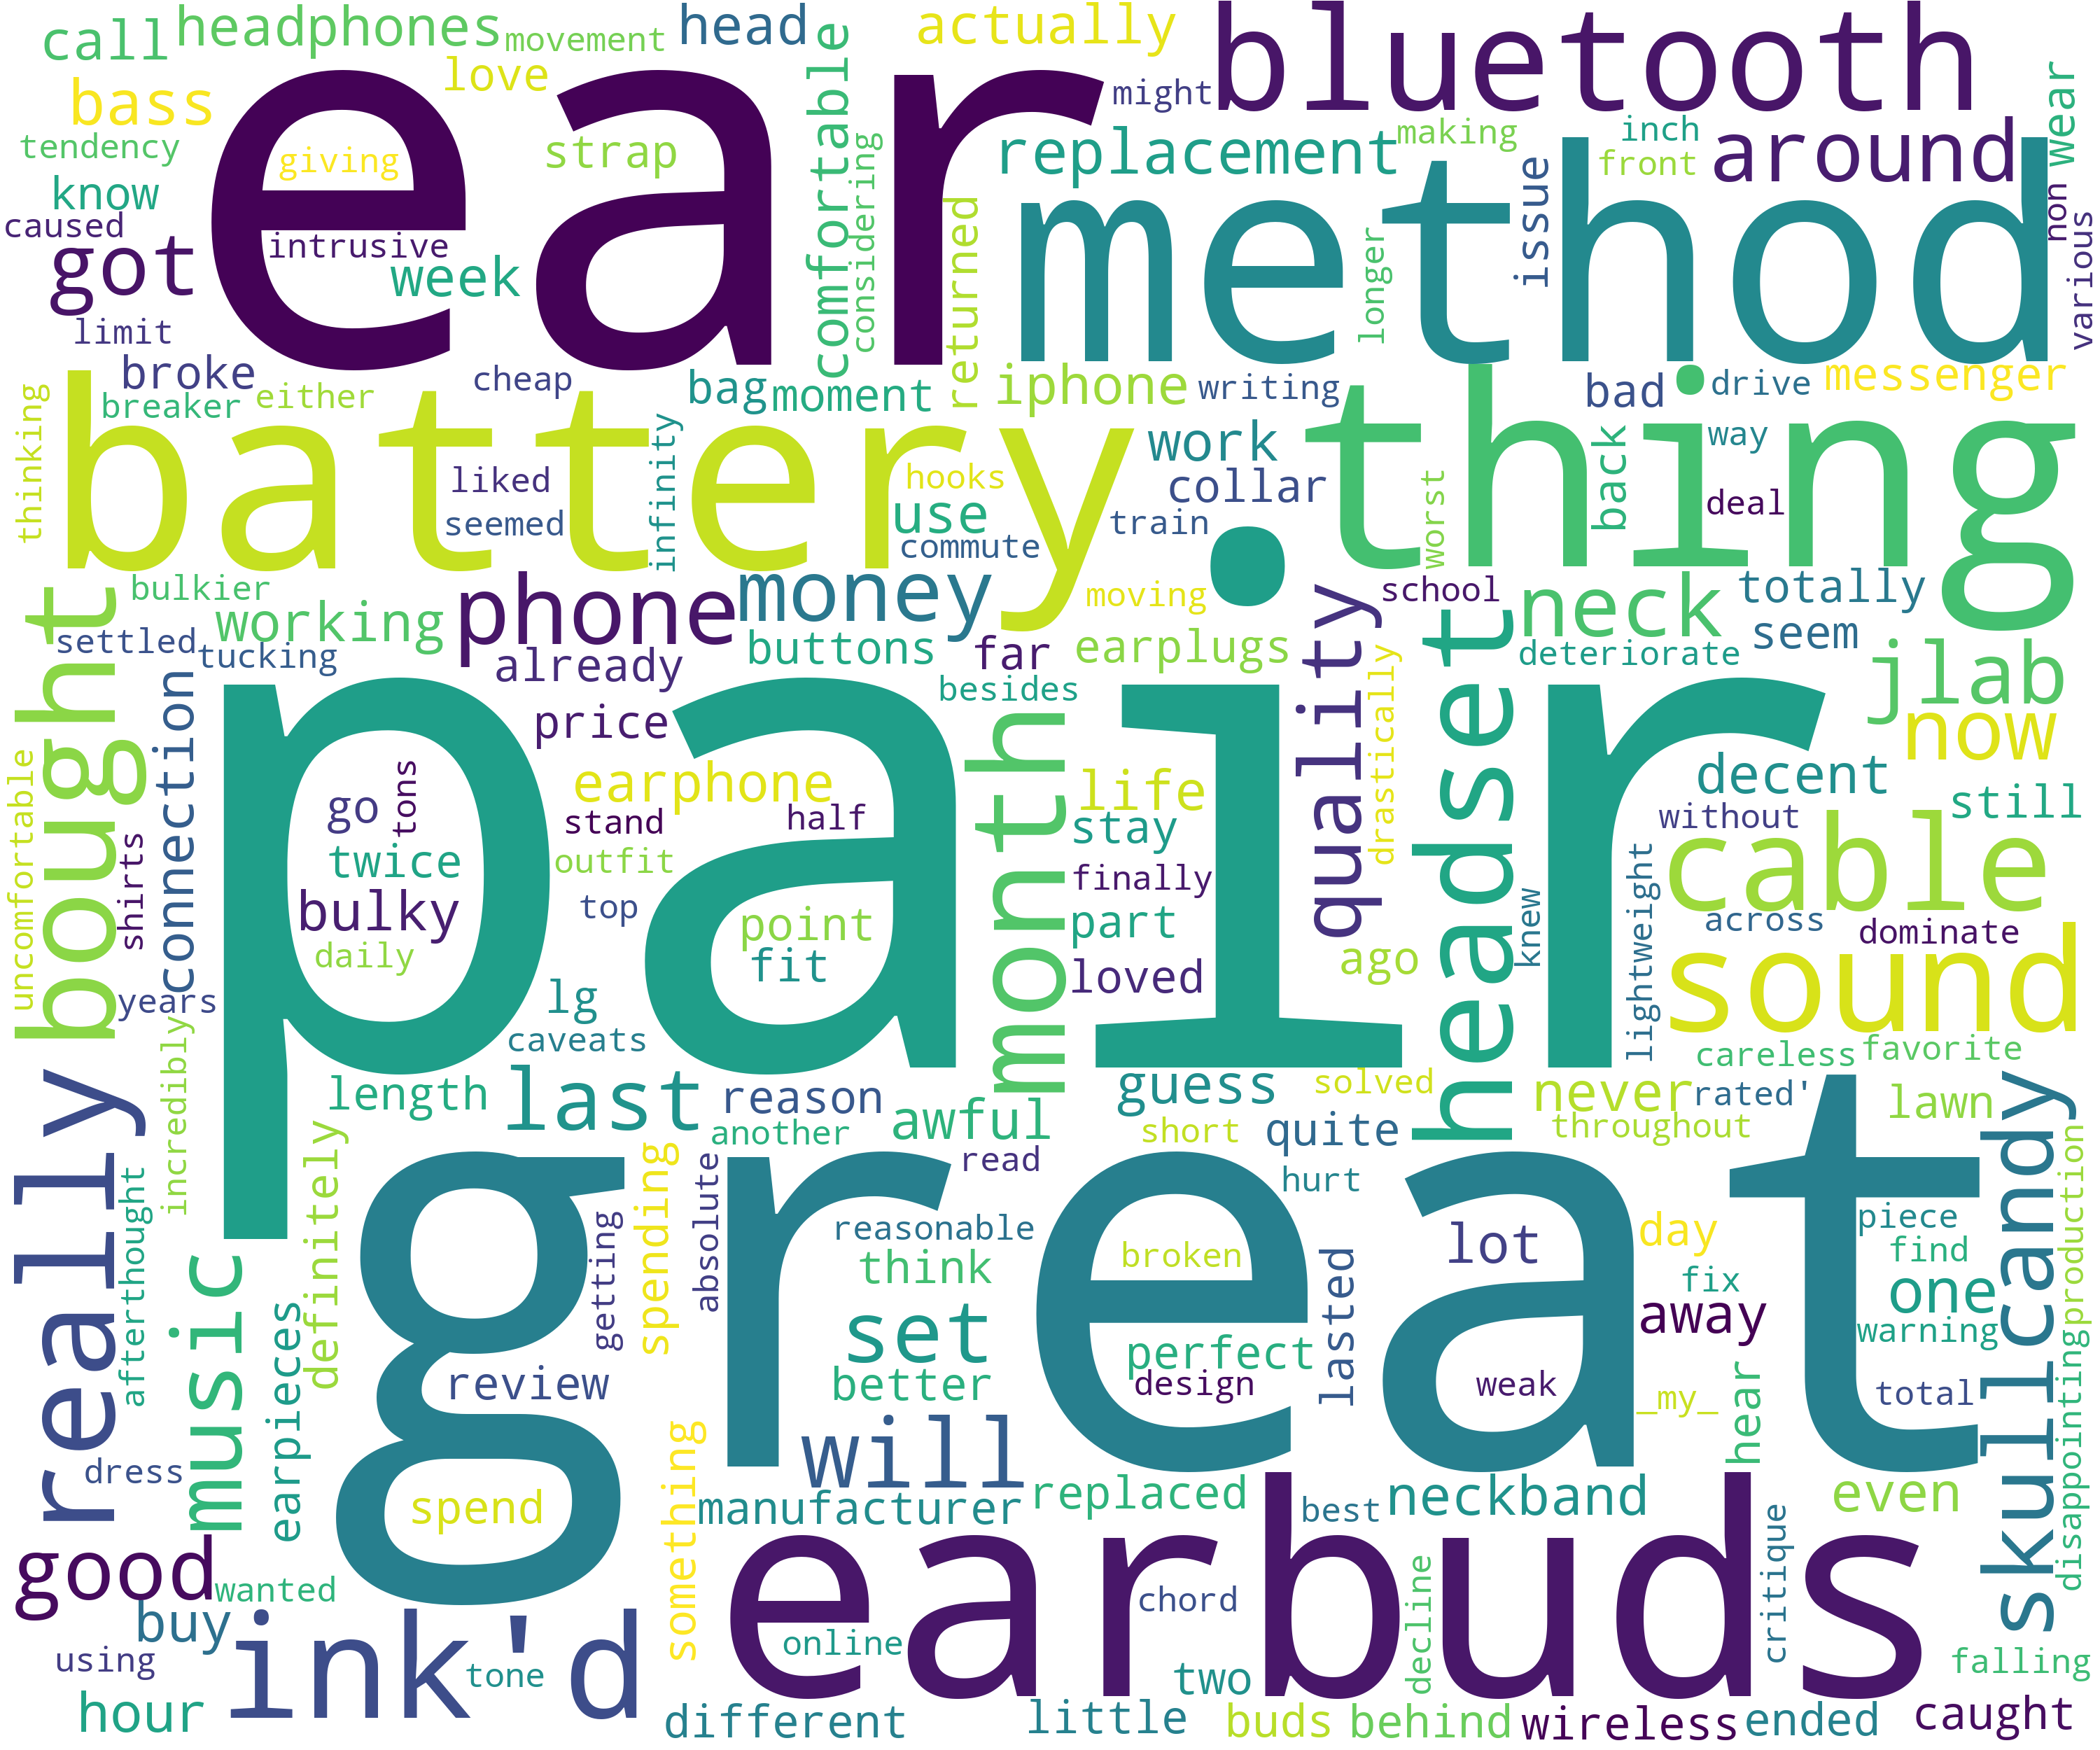 call
headphones
movement
head
actually
bluetooth
bass
love
ear
comfortable
might
wear
tendency
giving
strap
considering
replacement
making
inch
front
around
know
caused
intrusive
week
returned
method
longer
issue
non
various
got
limit
broke
cheap
bag
moment
iphone
writing
bad
drive
messenger
breaker
either
thinking
battery
liked
seemed
infinity
hooks
use
commute
work
collar
train
worst
thing
back
way
deal
bulkier
settled
tucking
working
phone
already
money
buttons
far
besides
moving
earplugs
quality
school
neck
deteriorate
totally
seem
jlab
bought
connection
pair
price
earphone
stand
half
outfit
top
month
life
stay
finally
part
loved
drastically
headset
now
decent
still
without
cable
uncomfortable
shirts
go
tons
twice
bulky
daily
point
fit
ago
knew
lightweight
across
dominate
sound
years
lg
caveats
incredibly
length
last
reason
another
awful
guess
short
solved
quite
never
rated'
careless
favorite
throughout
lawn
really
afterthought
music
definitely
earpieces
great
getting
spending
absolute
read
reasonable
think
set
better
hurt
broken
perfect
design
lasted
lot
weak
day
fix
away
_my_
hear
piece
find
one
warning
total
skullcandy
production
disappointing
review
dress
spend
something
will
manufacturer
replaced
best
neckband
critique
even
good
wanted
buy
using
hour
ink'd
tone
earbuds
online
chord
decline
falling
different
little
two
buds
behind
wireless
ended
caught